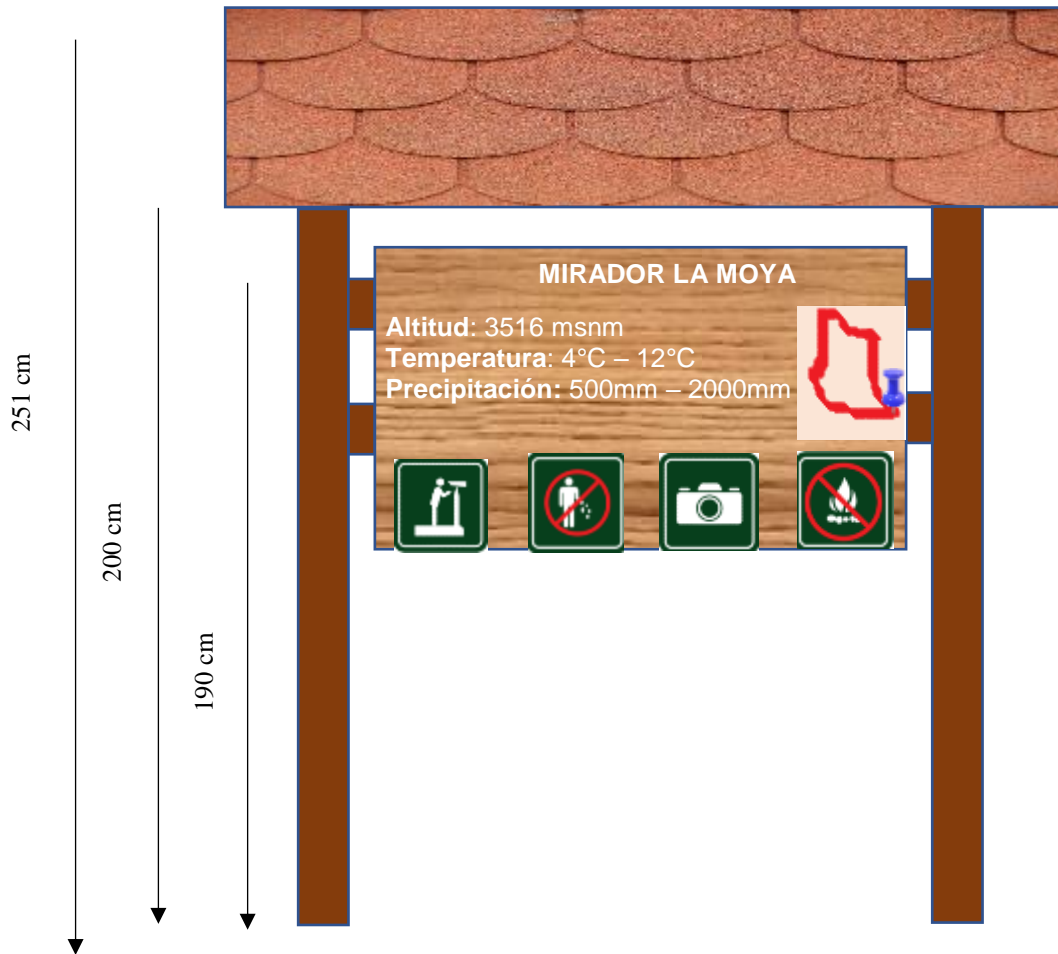 MIRADOR LA MOYA
Altitud: 3516 msnm
Temperatura: 4°C – 12°C
Precipitación: 500mm – 2000mm
251 cm
200 cm
190 cm